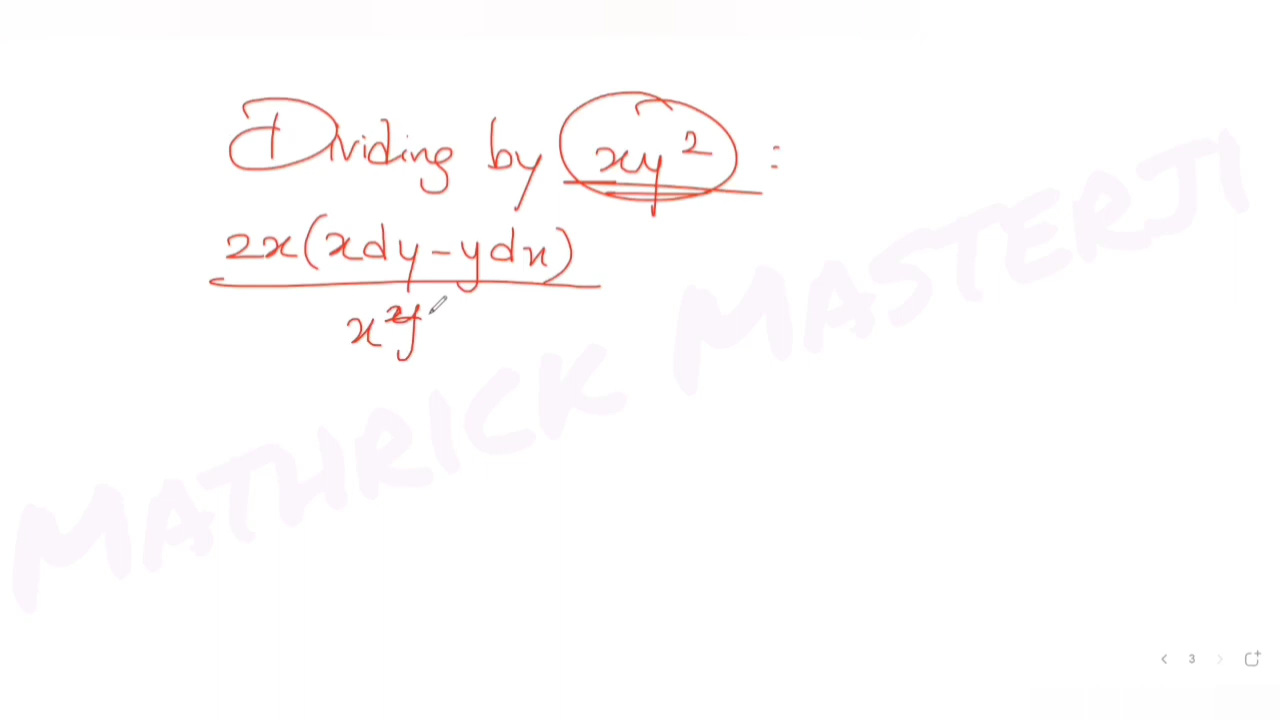 Dividing by xy² :
2x(xdy-ydx)
x²y
MATHRICK MASTERJI
< 3 >